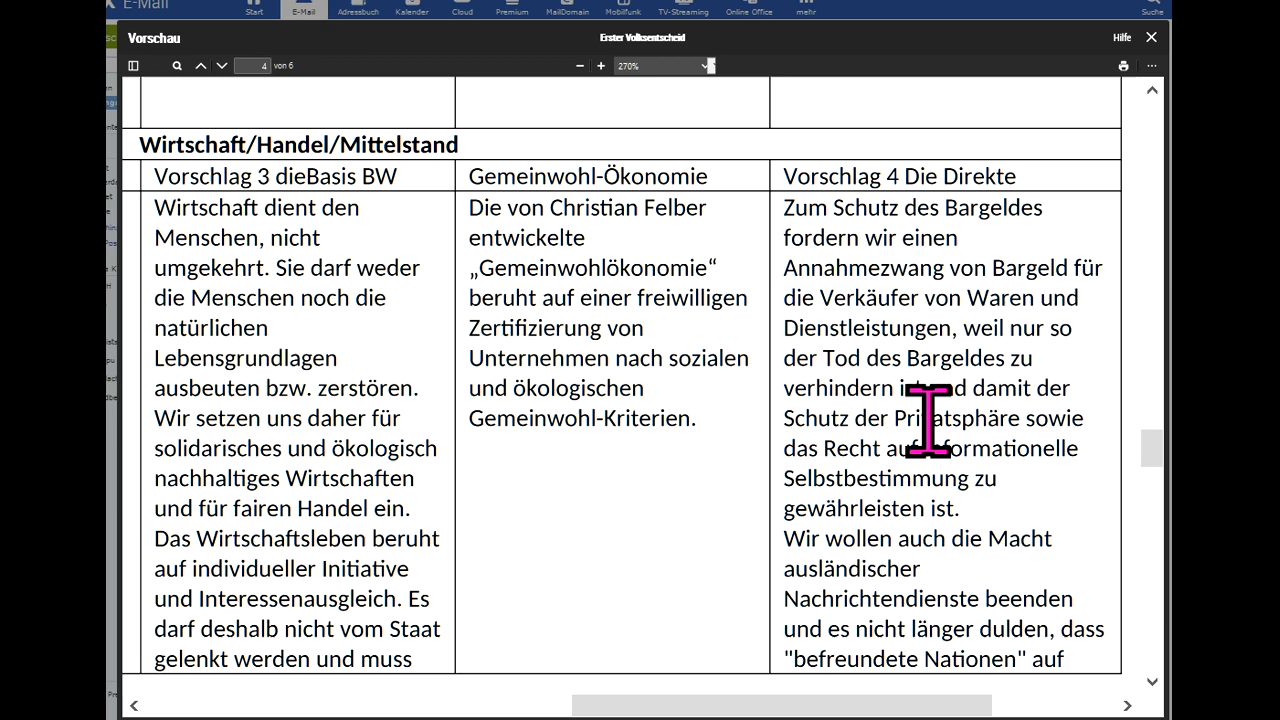 E-Mail
Start
E-Mail
Adressbuch
Kalender
Cloud
Premium
MailDomain
Mobilfunk
TV-Streaming
Online Office
mehr
Suche
Vorschau
Erster Volksentscheid
Hilfe
4 von 6
270%
Wirtschaft/Handel/Mittelstand
Vorschlag 3 dieBasis BW
Wirtschaft dient den
Menschen, nicht
umgekehrt. Sie darf weder
die Menschen noch die
natürlichen
Lebensgrundlagen
ausbeuten bzw. zerstören.
Wir setzen uns daher für
solidarisches und ökologisch
nachhaltiges Wirtschaften
und für fairen Handel ein.
Das Wirtschaftsleben beruht
auf individueller Initiative
und Interessenausgleich. Es
darf deshalb nicht vom Staat
gelenkt werden und muss
Gemeinwohl-Ökonomie
Die von Christian Felber
entwickelte
„Gemeinwohlökonomie“
beruht auf einer freiwilligen
Zertifizierung von
Unternehmen nach sozialen
und ökologischen
Gemeinwohl-Kriterien.
Vorschlag 4 Die Direkte
Zum Schutz des Bargeldes
fordern wir einen
Annahmezwang von Bargeld für
die Verkäufer von Waren und
Dienstleistungen, weil nur so
der Tod des Bargeldes zu
verhindern ist und damit der
Schutz der Privatsphäre sowie
das Recht auf informationelle
Selbstbestimmung zu
gewährleisten ist.
Wir wollen auch die Macht
ausländischer
Nachrichtendienste beenden
und es nicht länger dulden, dass
"befreundete Nationen" auf